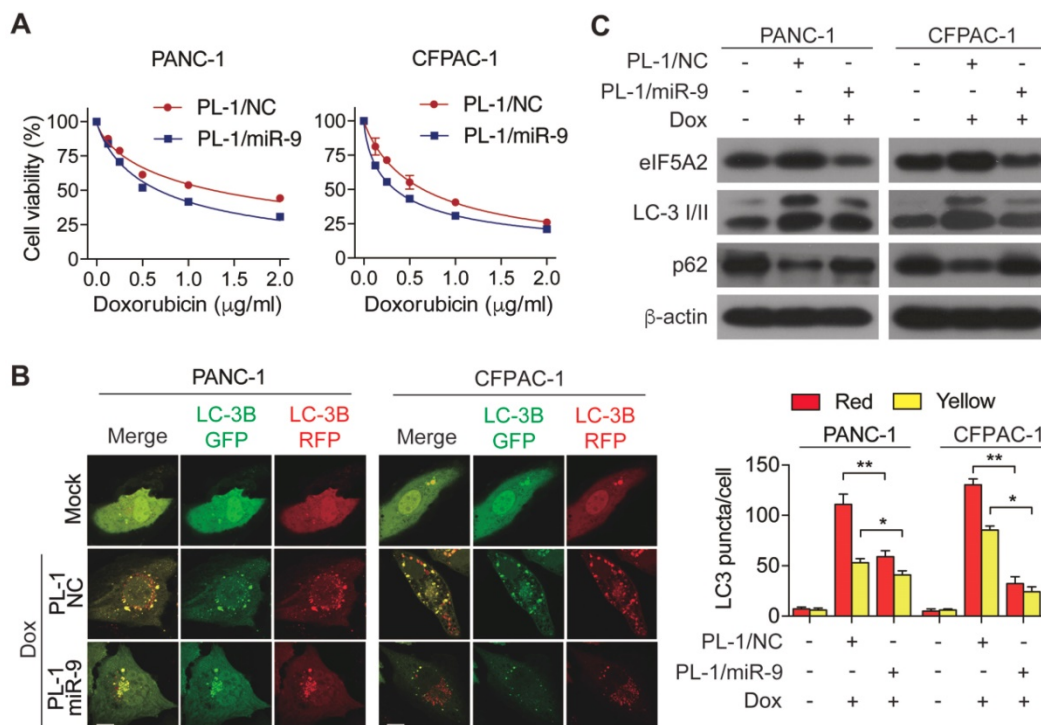 A
PANC-1
CFPAC-1
PL-1/NC
PL-1/miR-9
PL-1/NC
PL-1/miR-9
Cell viability (%)
100
75
50
25
0.0 0.5 1.0 1.5 2.0
Doxorubicin (μg/ml)
100
75
50
25
0.0 0.5 1.0 1.5 2.0
Doxorubicin (μg/ml)
C
PANC-1 CFPAC-1
PL-1/NC - + - - + -
PL-1/miR-9 - - + - - +
Dox - + + - + +
eIF5A2
LC-3 I/II
p62
β-actin
B
PANC-1 CFPAC-1
Merge LC-3B GFP LC-3B RFP Merge LC-3B GFP LC-3B RFP
Mock
Dox
PL-1 NC
PL-1 miR-9
Red Yellow
PANC-1 CFPAC-1
LC3 puncta/cell
150
100
50
0
** * ** *
PL-1/NC - + - - + -
PL-1/miR-9 - - + - - +
Dox - + + - + +